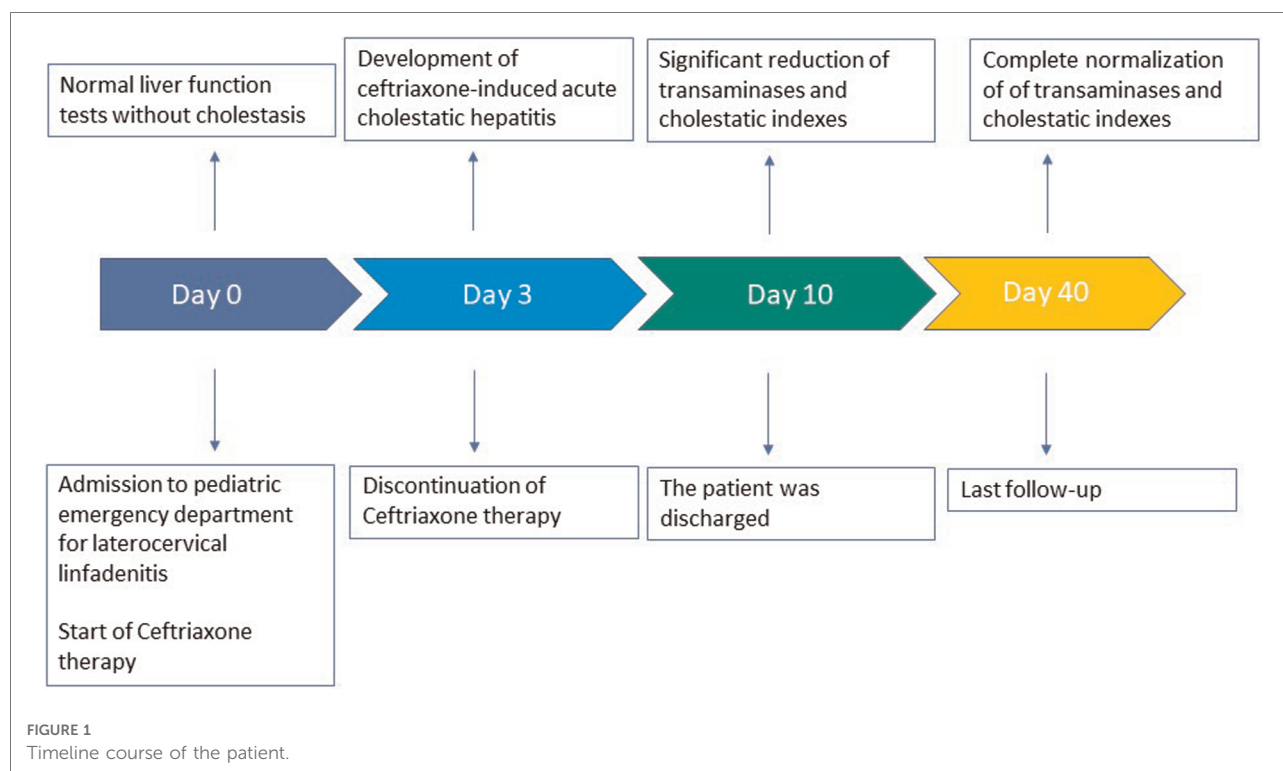 Normal liver function
tests without cholestasis
Development of
ceftriaxone-induced acute
cholestatic hepatitis
Significant reduction of
transaminases and
cholestatic indexes
Complete normalization
of of transaminases and
cholestatic indexes
Day 0
Day 3
Day 10
Day 40
Admission to pediatric
emergency department
for laterocervical
linfadenitis
Start of Ceftriaxone
therapy
Discontinuation of
Ceftriaxone therapy
The patient was
discharged
Last follow-up
FIGURE 1
Timeline course of the patient.